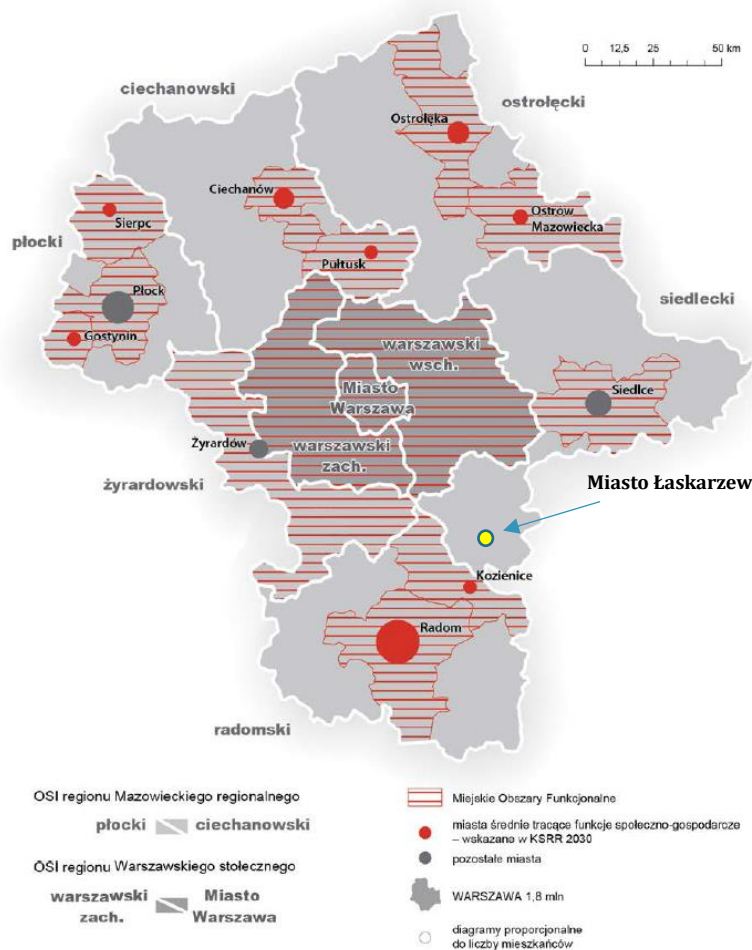 0 12,5 25 50 km
ciechanowski
ostrołęcki
Ostrołęka
Ciechanów
Sierpc
Ostrów
Mazowiecka
płocki
Pułtusk
Płock
siedlecki
Gostynin
warszawski
wsch.
Miasto
Warszawa
Siedlce
Żyrardów
warszawski
zach.
żyrardowski
Miasto Łaskarzew
Kozienice
Radom
radomski
OSI regionu Mazowieckiego regionalnego
płocki ciechanowski
OSI regionu Warszawskiego stołecznego
warszawski
zach.
Miasto
Warszawa
Miejskie Obszary Funkcjonalne
miasta średnie tracące funkcje społeczno-gospodarcze
– wskazane w KSRR 2030
pozostałe miasta
WARSZAWA 1,8 mln
diagramy proporcjonalne
do liczby mieszkańców